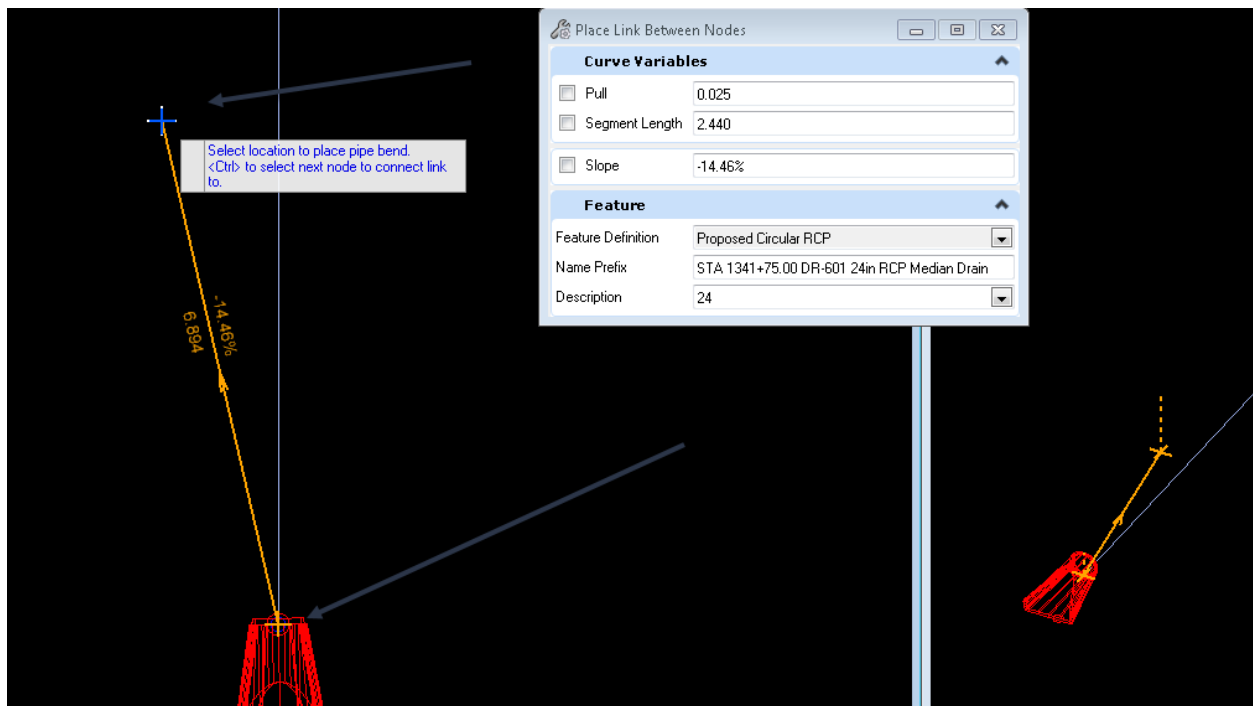 Place Link Between Nodes
Curve Variables
Pull 0.025
Segment Length 2.440
Slope -14.46%
Feature
Feature Definition Proposed Circular RCP
Name Prefix STA 1341+75.00 DR-601 24in RCP Median Drain
Description 24
Select location to place pipe bend.
<Ctrl> to select next node to connect link
to.
-14.46%
6.894